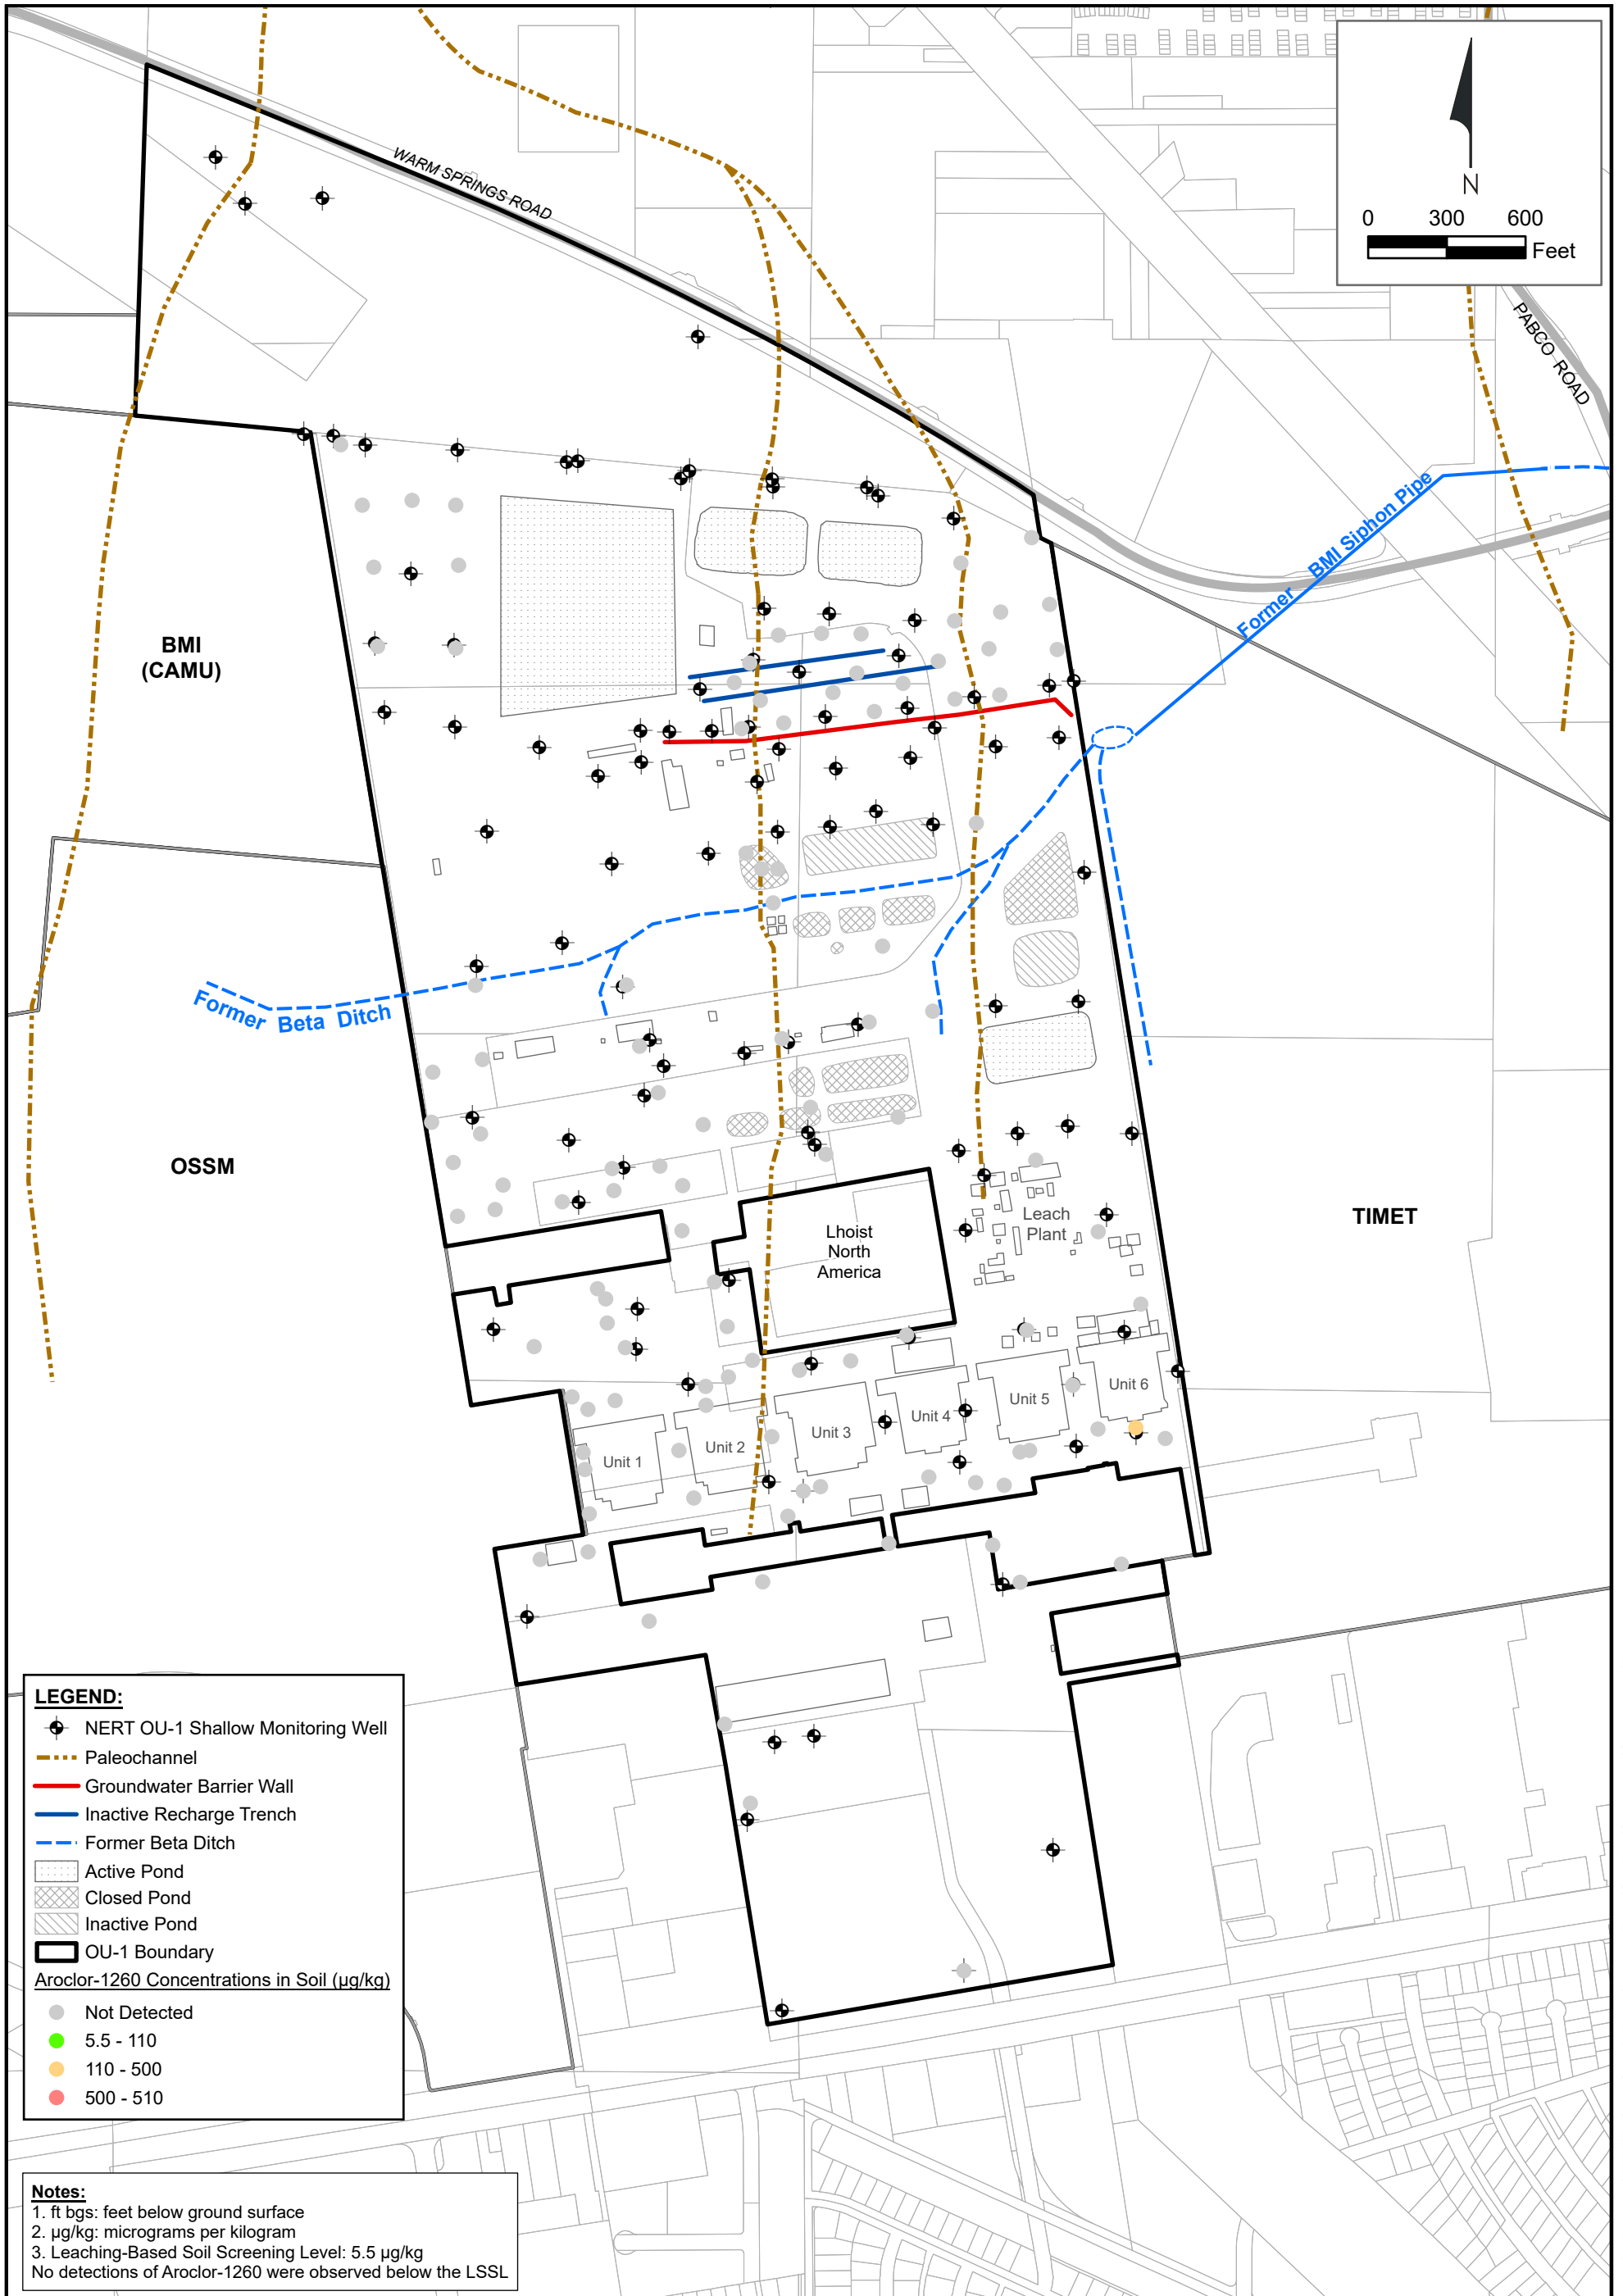 WARM SPRINGS ROAD
N
0 300 600
Feet
PABCO ROAD
Former BMI Siphon Pipe
BMI
(CAMU)
Former Beta Ditch
OSSM
TIMET
Lhoist
North
America
Leach
Plant
Unit 1
Unit 2
Unit 3
Unit 4
Unit 5
Unit 6
LEGEND:
NERT OU-1 Shallow Monitoring Well
Paleochannel
Groundwater Barrier Wall
Inactive Recharge Trench
Former Beta Ditch
Active Pond
Closed Pond
Inactive Pond
OU-1 Boundary
Aroclor-1260 Concentrations in Soil (µg/kg)
Not Detected
5.5 - 110
110 - 500
500 - 510
Notes:
1. ft bgs: feet below ground surface
2. µg/kg: micrograms per kilogram
3. Leaching-Based Soil Screening Level: 5.5 µg/kg
No detections of Aroclor-1260 were observed below the LSSL